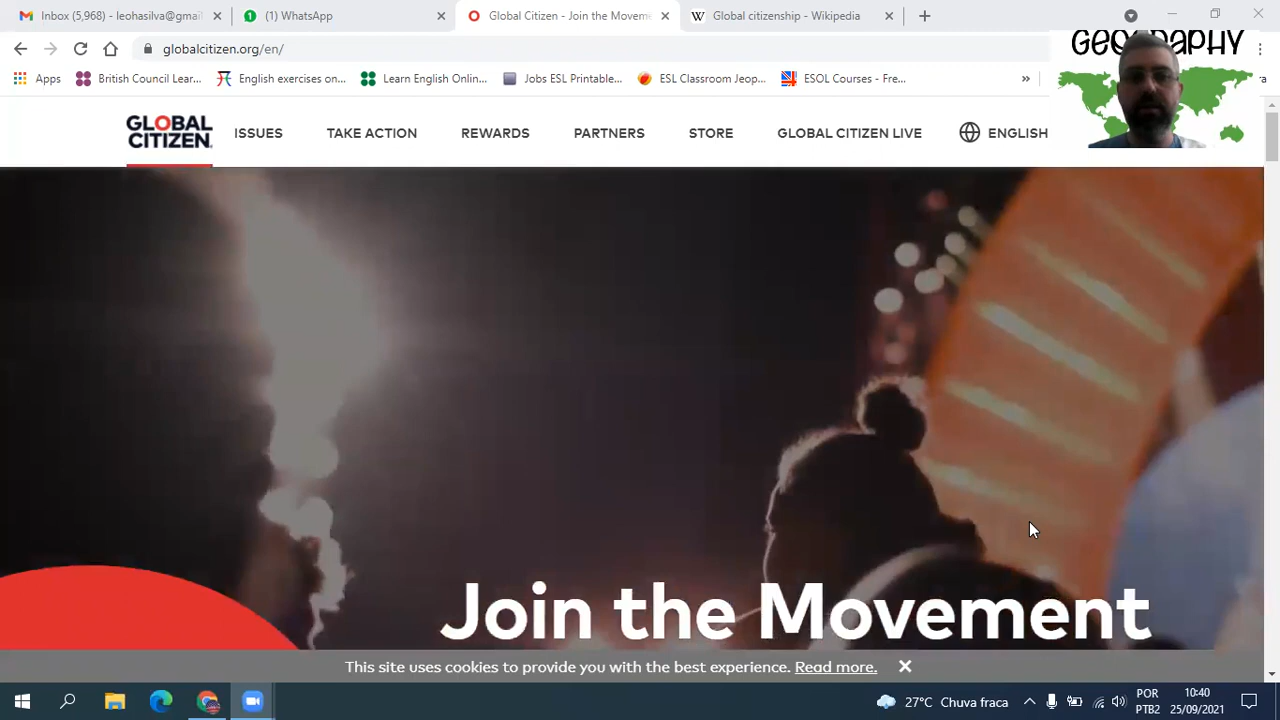 Inbox (5,968) - leohasilva@gmai
(1) WhatsApp
Global Citizen - Join the Moveme
Global citizenship - Wikipedia
globalcitizen.org/en/
GEOGRAPHY
Apps
British Council Lear...
English exercises on...
Learn English Onlin...
Jobs ESL Printable...
ESL Classroom Jeop...
ESOL Courses - Fre...
»
GLOBAL CITIZEN.
ISSUES
TAKE ACTION
REWARDS
PARTNERS
STORE
GLOBAL CITIZEN LIVE
ENGLISH
Join the Movement
This site uses cookies to provide you with the best experience. Read more.
27°C Chuva fraca
POR
PTB2
10:40
25/09/2021